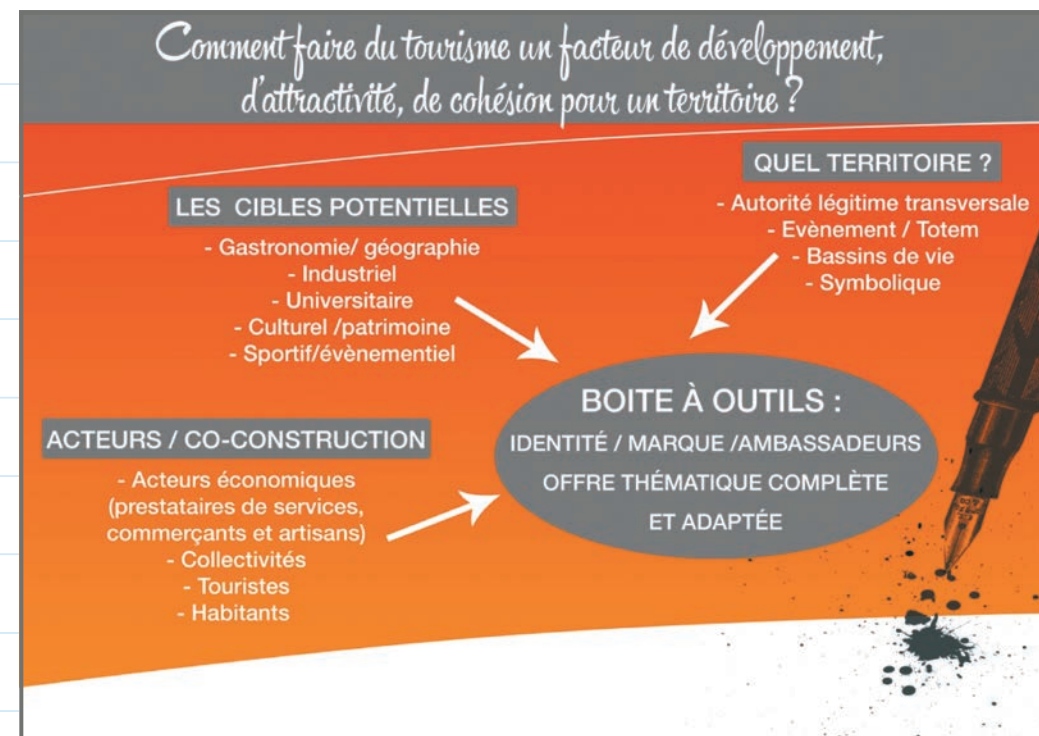 Comment faire du tourisme un facteur de développement,
d'attractivité, de cohésion pour un territoire ?
QUEL TERRITOIRE ?
- Autorité légitime transversale
- Evènement / Totem
- Bassins de vie
- Symbolique
LES CIBLES POTENTIELLES
- Gastronomie/ géographie
- Industriel
- Universitaire
- Culturel /patrimoine
- Sportif/évènementiel
ACTEURS / CO-CONSTRUCTION
- Acteurs économiques
(prestataires de services,
commerçants et artisans)
- Collectivités
- Touristes
- Habitants
BOITE À OUTILS :
IDENTITÉ / MARQUE /AMBASSADEURS
OFFRE THÉMATIQUE COMPLÈTE
ET ADAPTÉE